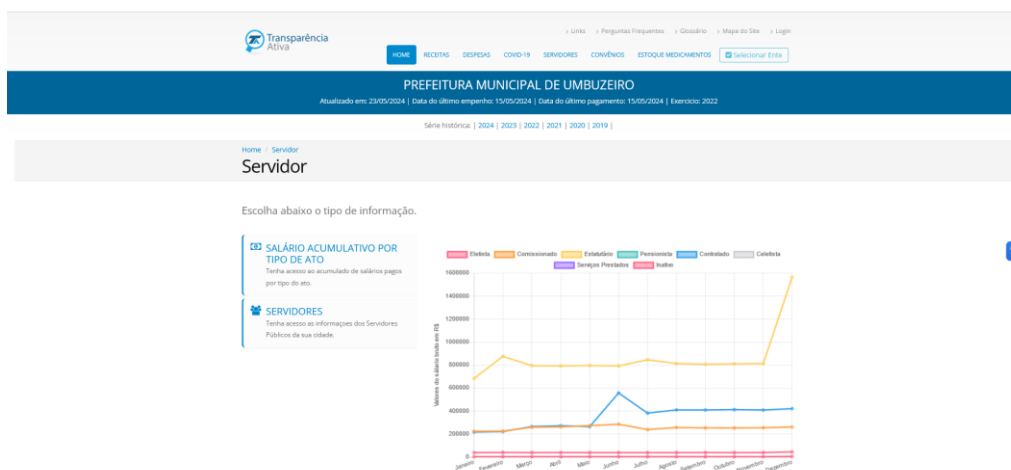 Transparência
Ativa
› Links › Perguntas Frequentes › Glossário › Mapa do Site › Login
HOME RECEITAS DESPESAS COVID-19 SERVIDORES CONVÊNIOS ESTOQUE MEDICAMENTOS Selecionar Ente
PREFEITURA MUNICIPAL DE UMBUZEIRO
Atualizado em: 23/05/2024 | Data do último empenho: 15/05/2024 | Data do último pagamento: 15/05/2024 | Exercicio: 2022
Série histórica: | 2024 | 2023 | 2022 | 2021 | 2020 | 2019 |
Home / Servidor
Servidor
Escolha abaixo o tipo de informação.
SALÁRIO ACUMULATIVO POR
TIPO DE ATO
Tenha acesso ao acumulado de salários pagos
por tipo do ato.
SERVIDORES
Tenha acesso as informaçoes dos Servidores
Públicos da sua cidade.
Eletista Comissionado Estatutário Pensionista Contratado Celetista
Serviços Prestados Inativo
Valores do sálario bruto em R$
1600000
1400000
1200000
1000000
800000
600000
400000
200000
0
Janeiro Fevereiro Março Abril Maio Junho Julho Agosto Setembro Outubro Novembro Dezembro